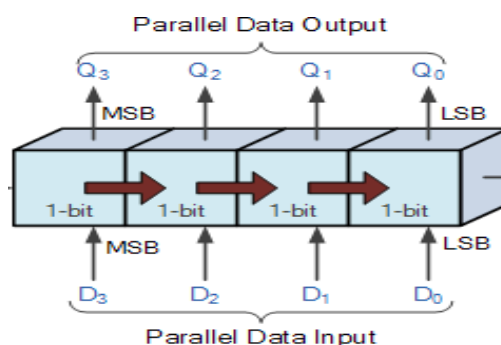 Parallel Data Output
Q3 Q2 Q1 Q0
MSB LSB
1-bit 1-bit 1-bit 1-bit
MSB LSB
D3 D2 D1 D0
Parallel Data Input